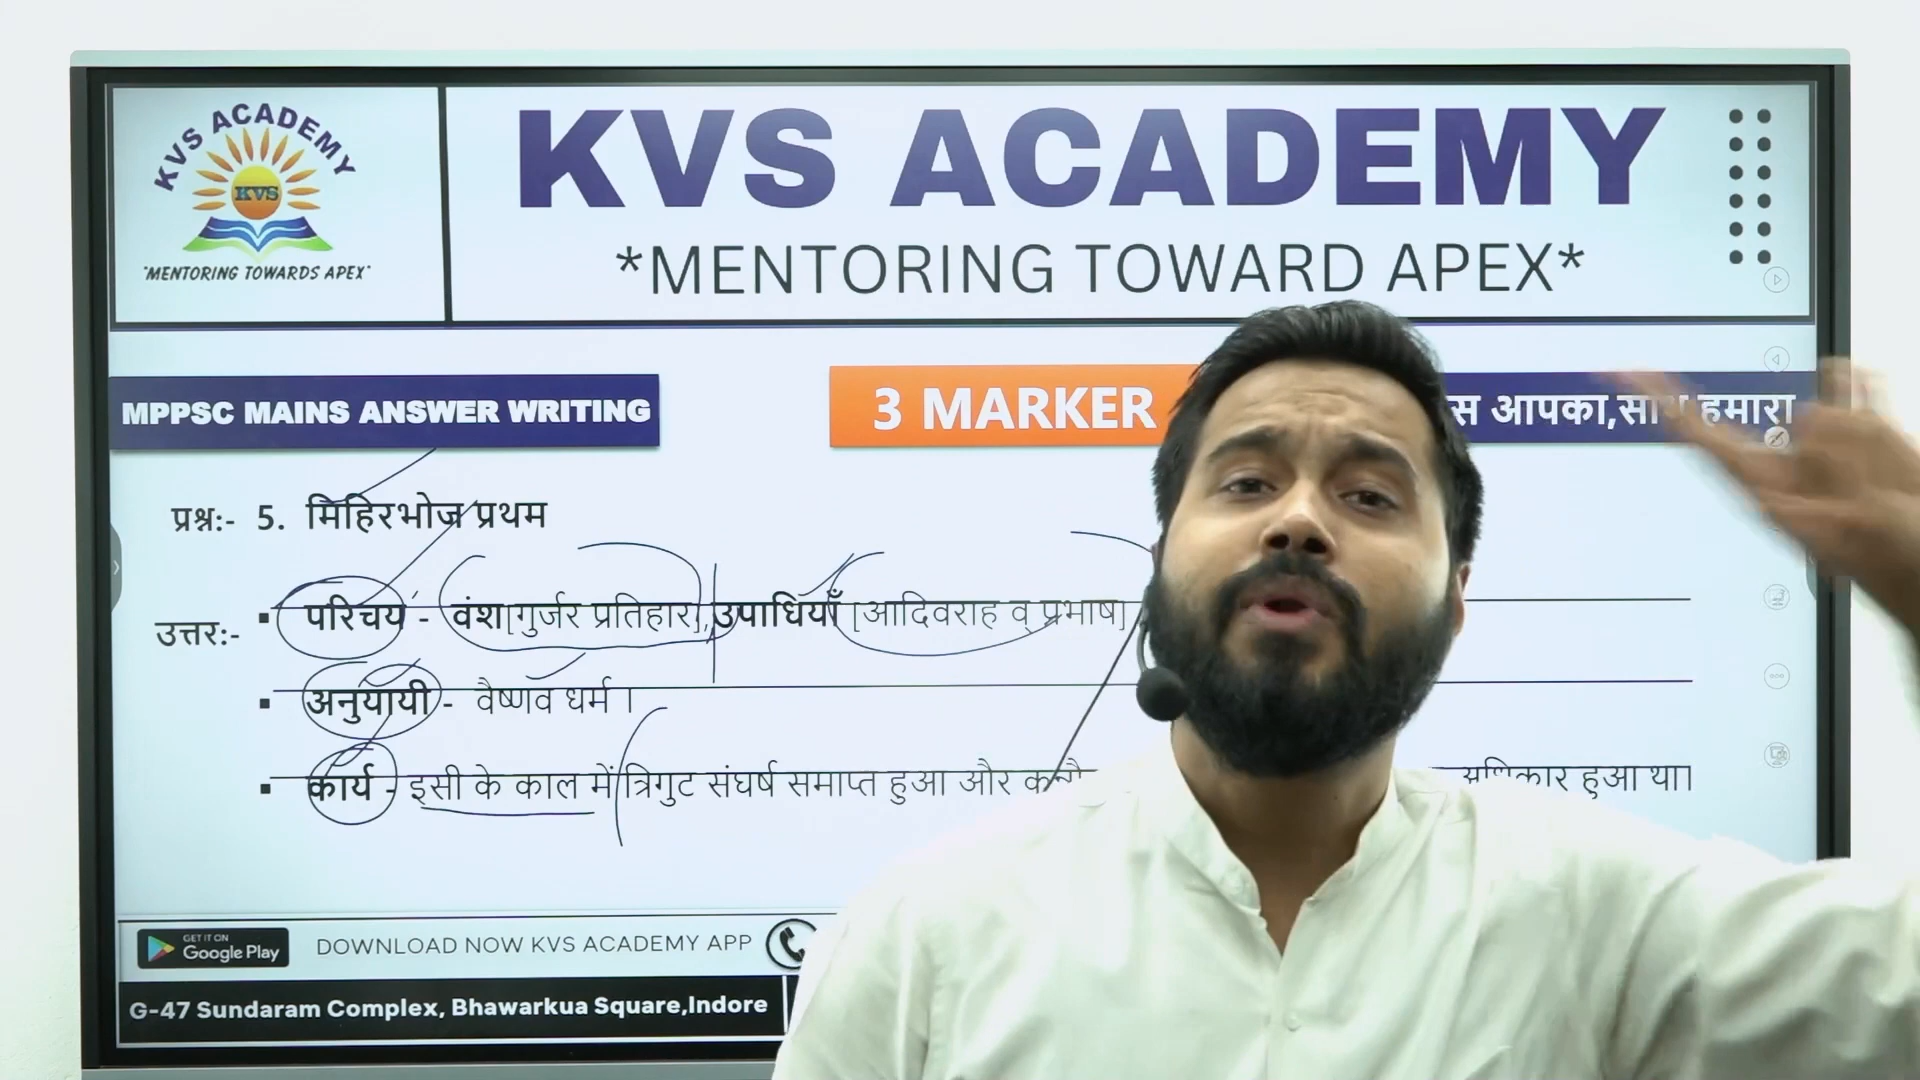 KVS ACADEMY
KVS
"MENTORING TOWARDS APEX"
KVS ACADEMY
*MENTORING TOWARD APEX*
MPPSC MAINS ANSWER WRITING
3 MARKER
आपका,साथ हमारा
प्रश्न:- 5. मिहिरभोज प्रथम
उत्तर:- ▪ परिचय - वंश[गुर्जर प्रतिहार],उपाधियाँ [आदिवराह व प्रभाष]
▪ अनुयायी - वैष्णव धर्म ।
▪ कार्य - इसी के काल में त्रिगुट संघर्ष समाप्त हुआ और अधिकार हुआ था।
GET IT ON
Google Play
DOWNLOAD NOW KVS ACADEMY APP
G-47 Sundaram Complex, Bhawarkua Square,Indore